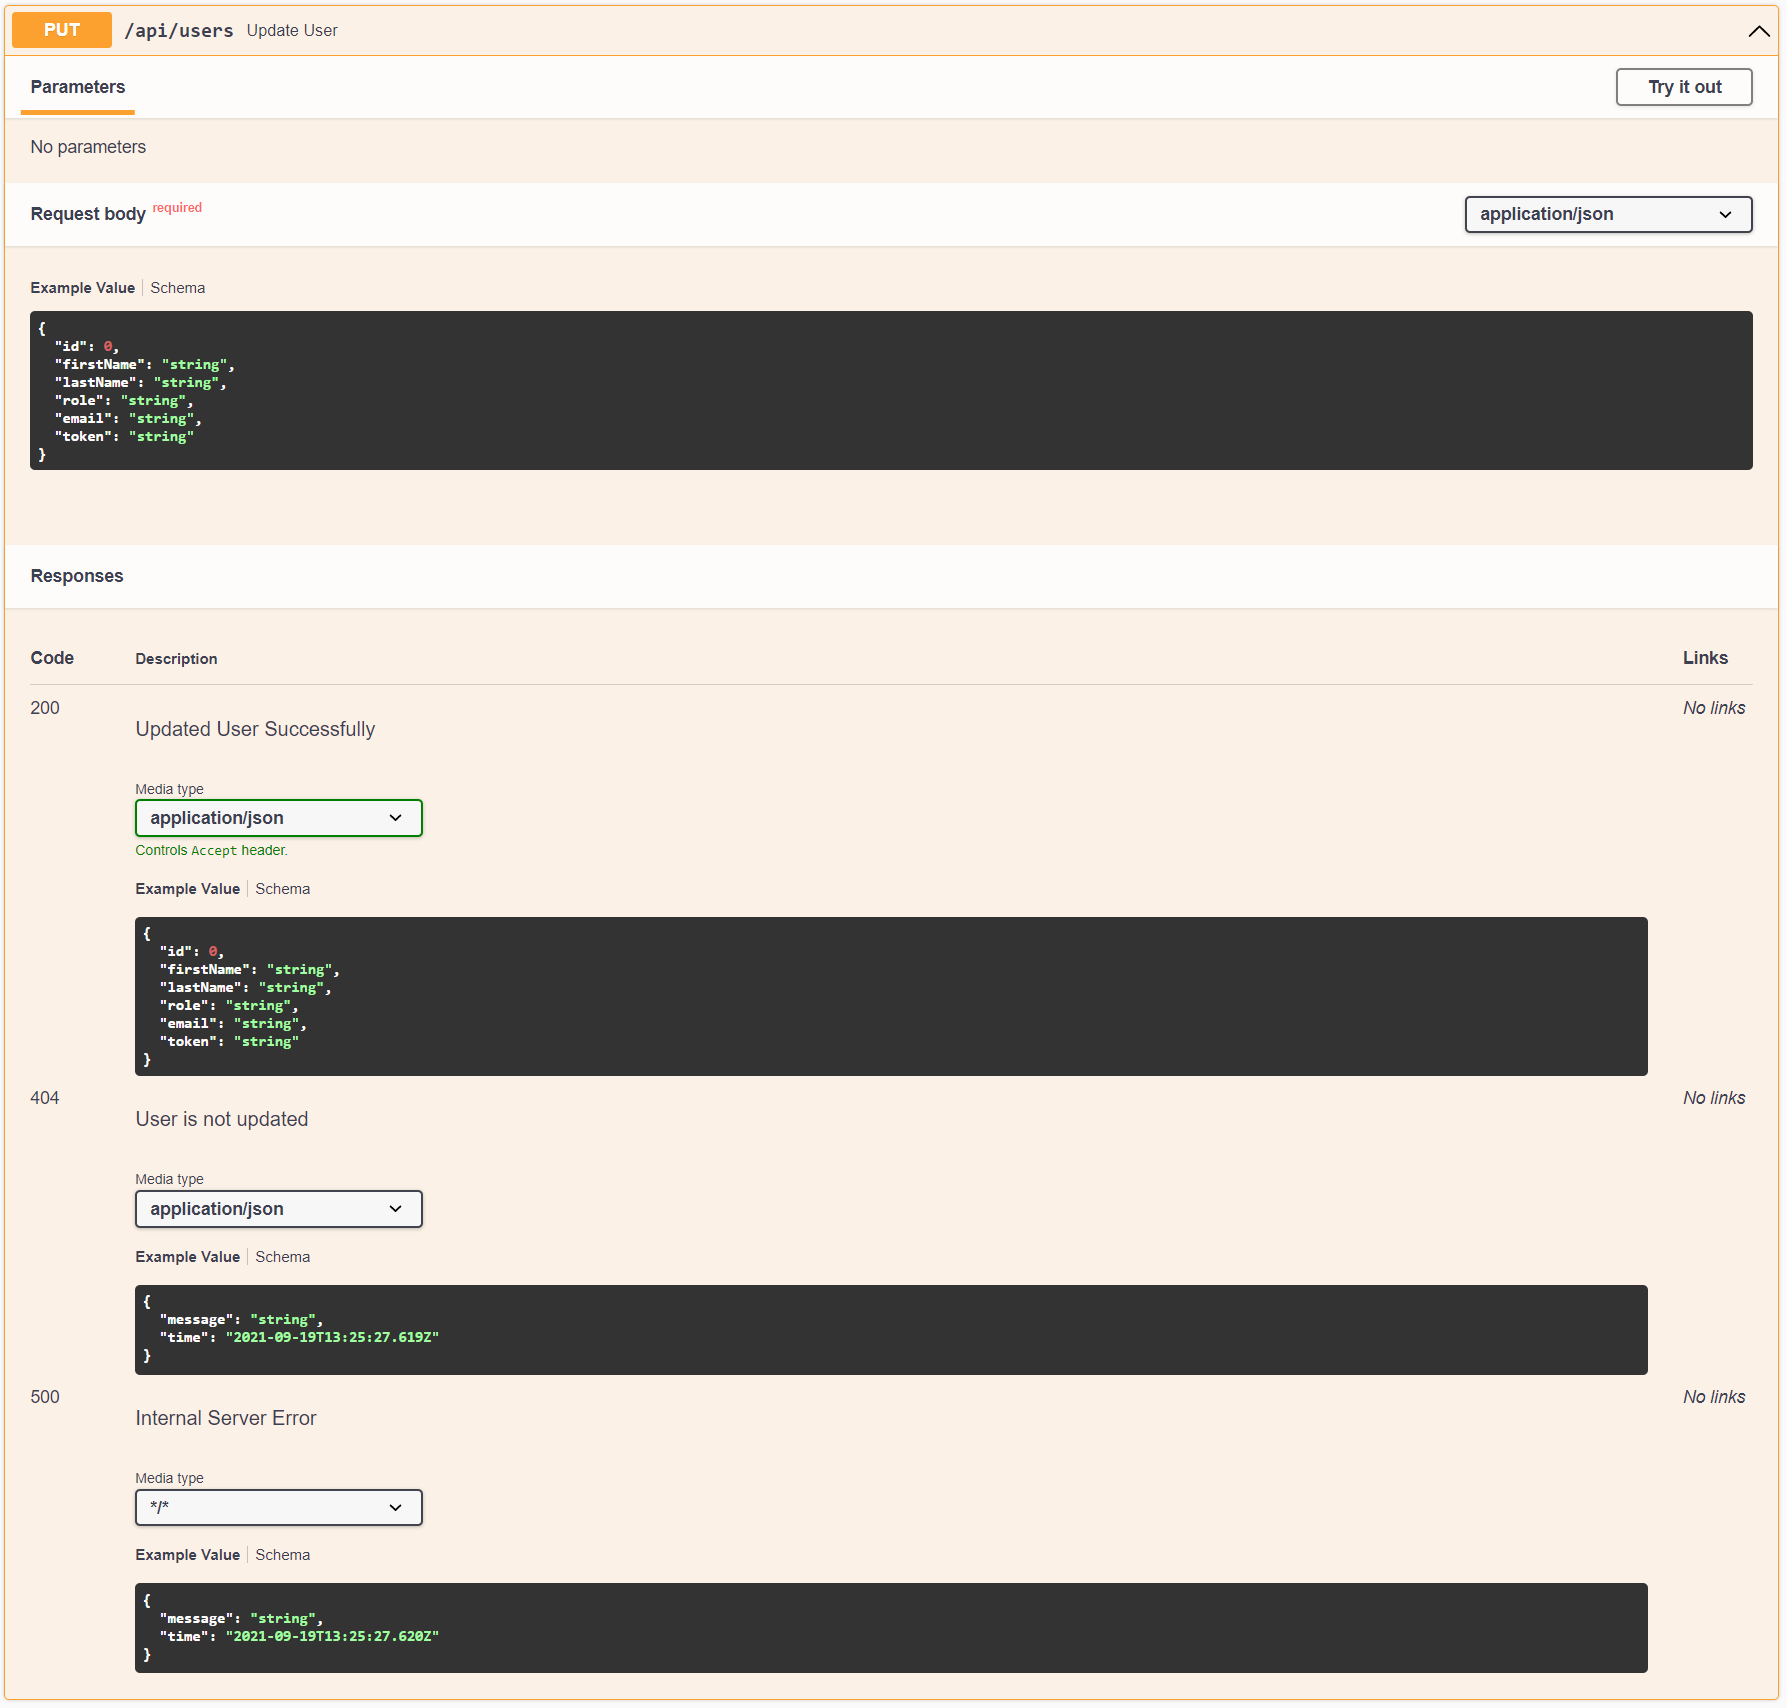 PUT /api/users Update User
Parameters
Try it out
No parameters
Request body required
application/json
Example Value Schema
{
  "id": 0,
  "firstName": "string",
  "lastName": "string",
  "role": "string",
  "email": "string",
  "token": "string"
}
Responses
Code Description Links
200 No links
Updated User Successfully
Media type
application/json
Controls Accept header.
Example Value Schema
{
  "id": 0,
  "firstName": "string",
  "lastName": "string",
  "role": "string",
  "email": "string",
  "token": "string"
}
404 No links
User is not updated
Media type
application/json
Example Value Schema
{
  "message": "string",
  "time": "2021-09-19T13:25:27.619Z"
}
500 No links
Internal Server Error
Media type
*/*
Example Value Schema
{
  "message": "string",
  "time": "2021-09-19T13:25:27.620Z"
}